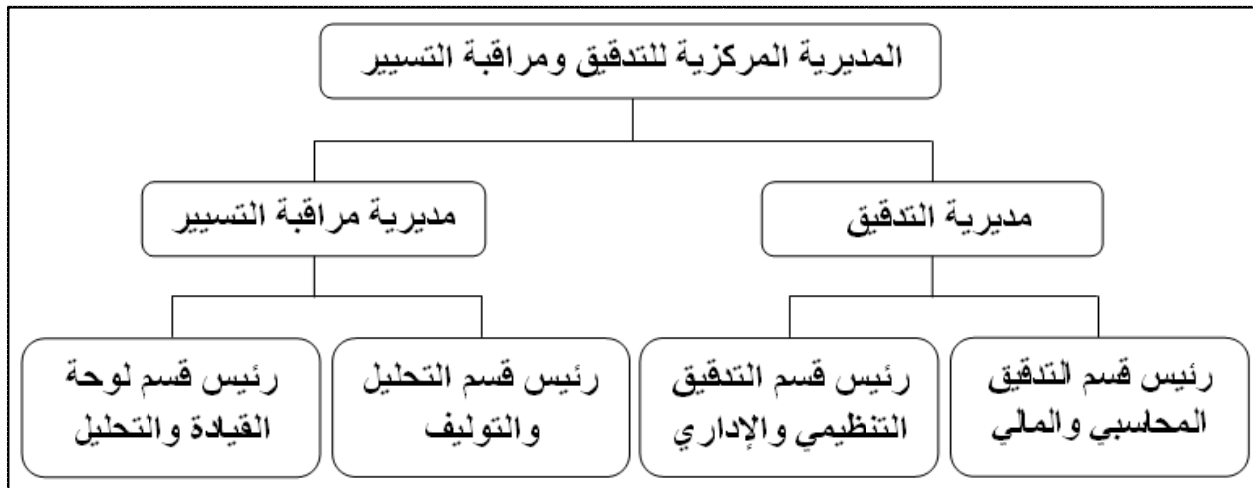 المديرية المركزية للتدقيق ومراقبة التسيير
مديرية التدقيق
مديرية مراقبة التسيير
رئيس قسم التدقيق
المحاسبي والمالي
رئيس قسم التدقيق
التنظيمي والإداري
رئيس قسم التحليل
والتوليف
رئيس قسم لوحة
القيادة والتحليل